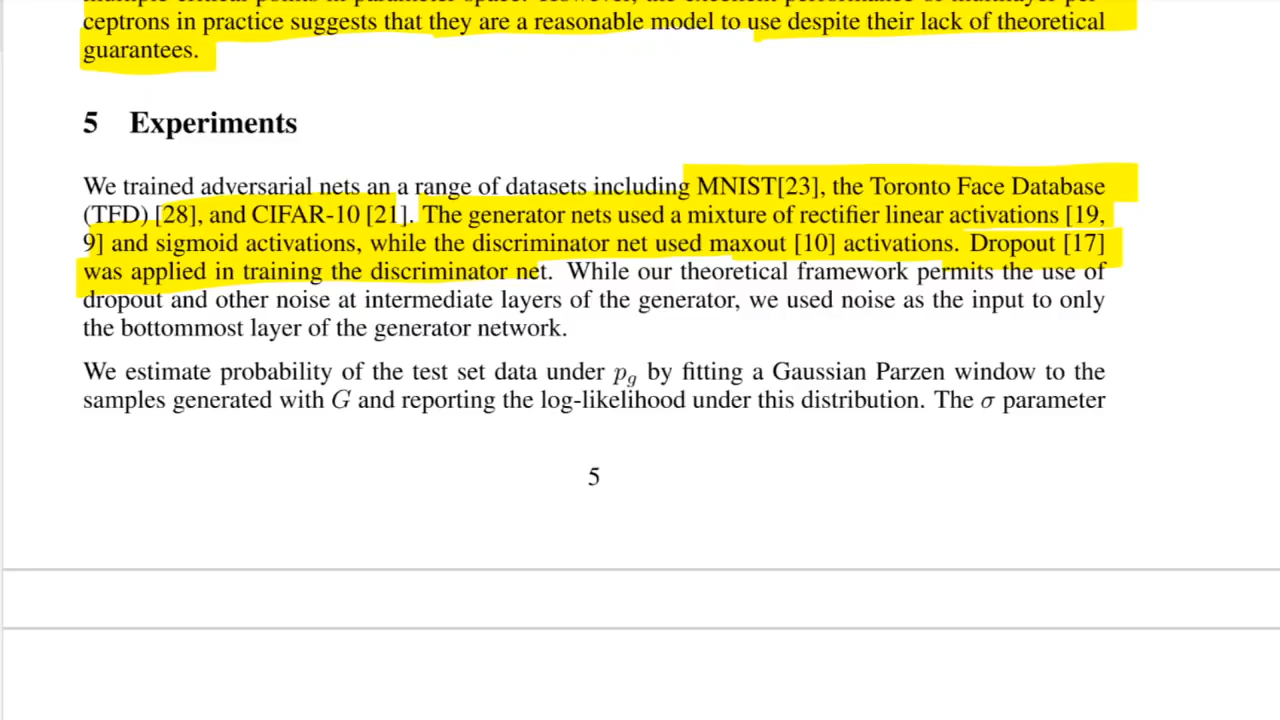 ceptrons in practice suggests that they are a reasonable model to use despite their lack of theoretical
guarantees.
5 Experiments
We trained adversarial nets an a range of datasets including MNIST[23], the Toronto Face Database
(TFD) [28], and CIFAR-10 [21]. The generator nets used a mixture of rectifier linear activations [19,
9] and sigmoid activations, while the discriminator net used maxout [10] activations. Dropout [17]
was applied in training the discriminator net. While our theoretical framework permits the use of
dropout and other noise at intermediate layers of the generator, we used noise as the input to only
the bottommost layer of the generator network.
We estimate probability of the test set data under p_g by fitting a Gaussian Parzen window to the
samples generated with G and reporting the log-likelihood under this distribution. The σ parameter
5